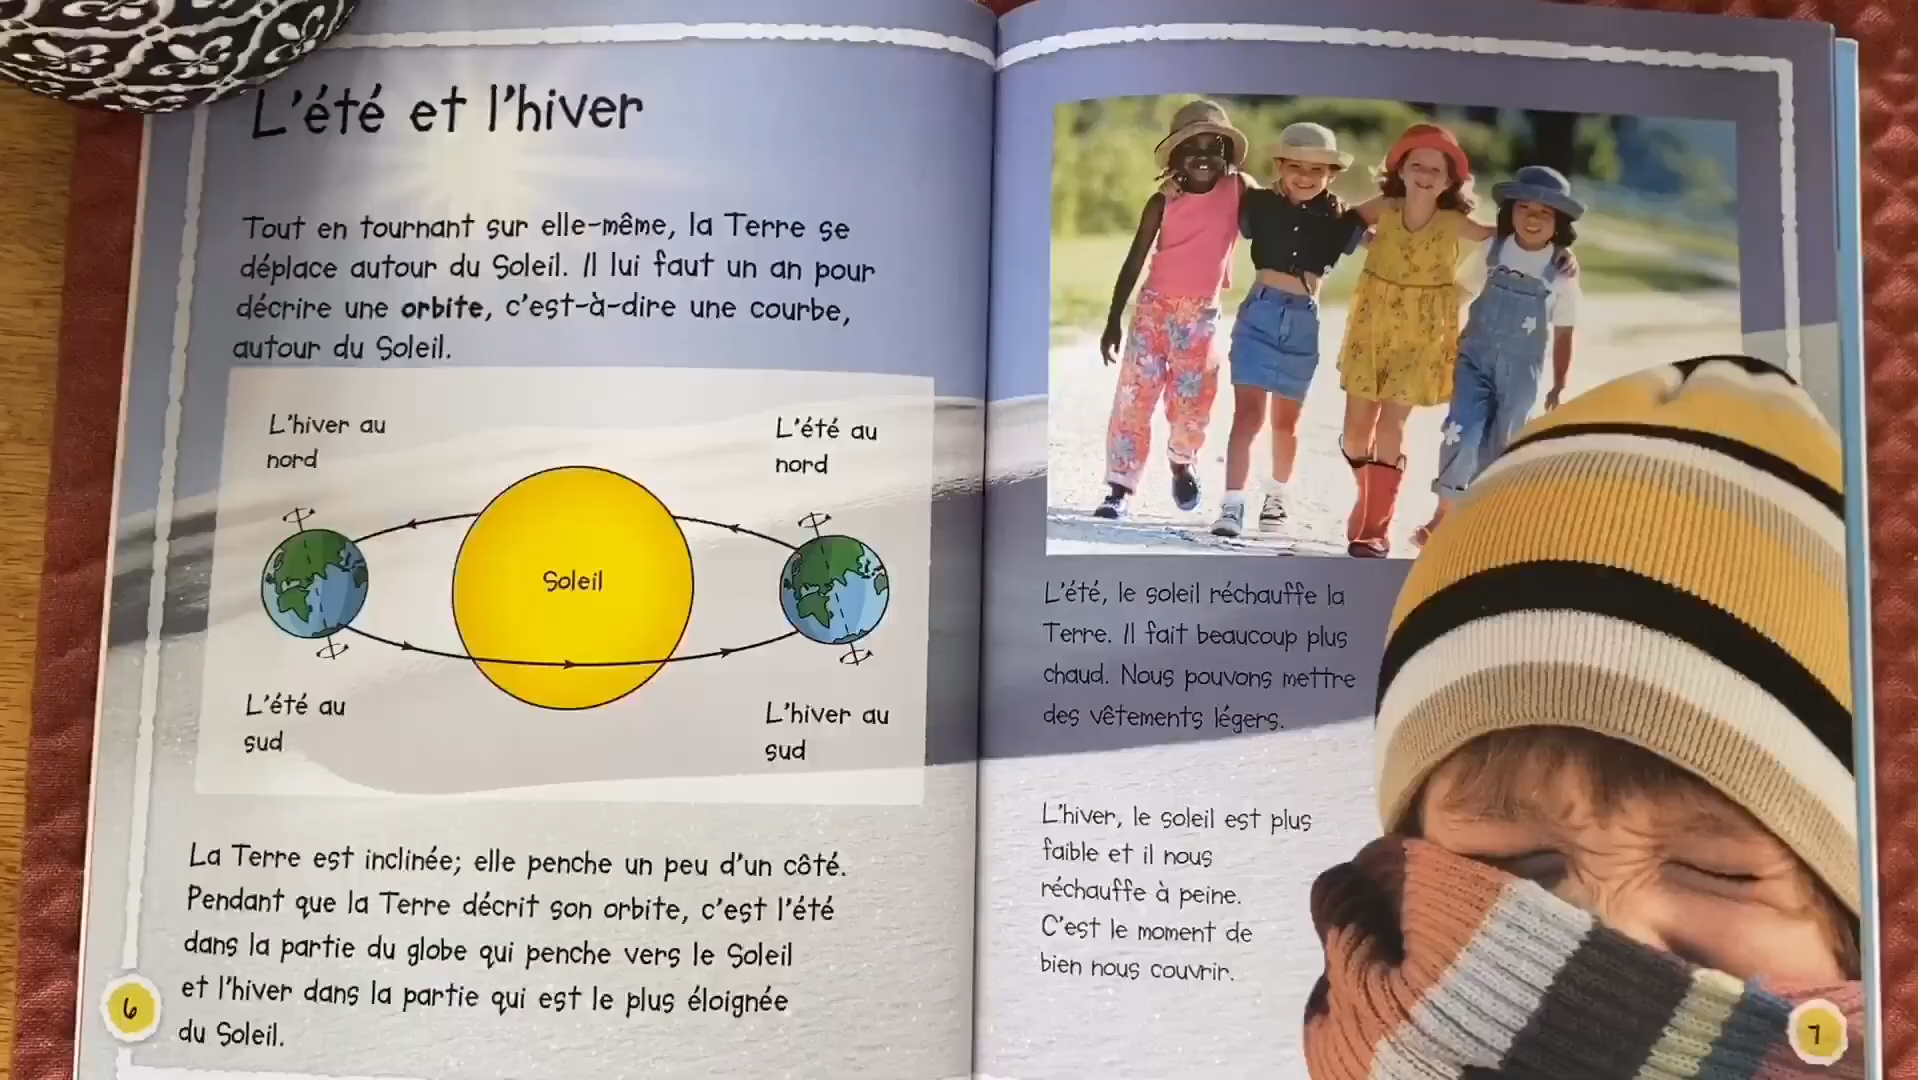 L'été et l'hiver
Tout en tournant sur elle-même, la Terre se
déplace autour du Soleil. Il lui faut un an pour
décrire une orbite, c'est-à-dire une courbe,
autour du Soleil.
L'hiver au
nord
L'été au
nord
Soleil
L'été au
sud
L'hiver au
sud
La Terre est inclinée; elle penche un peu d'un côté.
Pendant que la Terre décrit son orbite, c'est l'été
dans la partie du globe qui penche vers le Soleil
et l'hiver dans la partie qui est le plus éloignée
du Soleil.
6
L'été, le soleil réchauffe la
Terre. Il fait beaucoup plus
chaud. Nous pouvons mettre
des vêtements légers.
L'hiver, le soleil est plus
faible et il nous
réchauffe à peine.
C'est le moment de
bien nous couvrir.
7